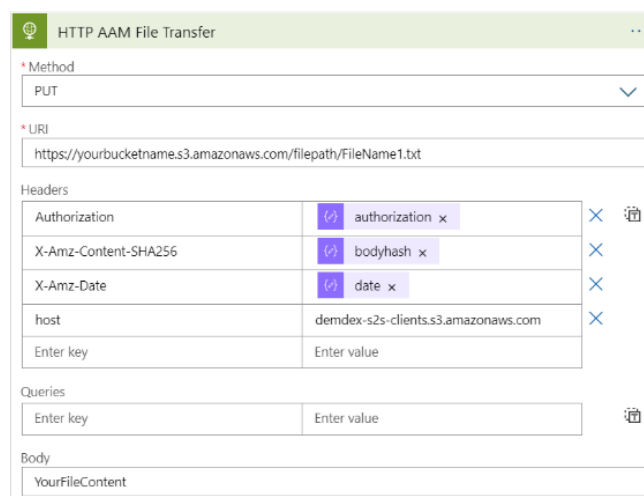 HTTP AAM File Transfer
* Method
PUT
* URI
https://yourbucketname.s3.amazonaws.com/filepath/FileName1.txt
Headers
Authorization authorization ×
X-Amz-Content-SHA256 bodyhash ×
X-Amz-Date date ×
host demdex-s2s-clients.s3.amazonaws.com
Enter key Enter value
Queries
Enter key Enter value
Body
YourFileContent